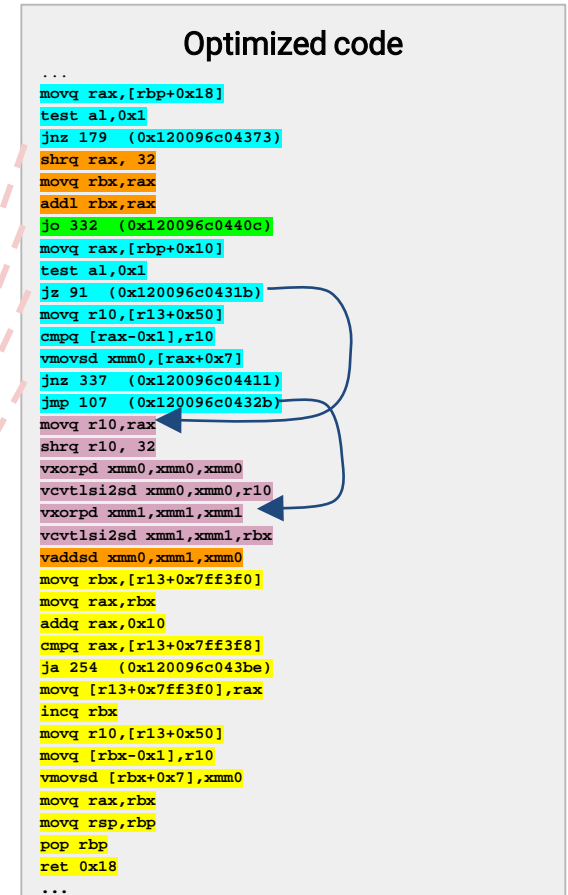 Optimized code
...
movq rax,[rbp+0x18]
test al,0x1
jnz 179  (0x120096c04373)
shrq rax, 32
movq rbx,rax
addl rbx,rax
jo 332  (0x120096c0440c)
movq rax,[rbp+0x10]
test al,0x1
jz 91  (0x120096c0431b)
movq r10,[r13+0x50]
cmpq [rax-0x1],r10
vmovsd xmm0,[rax+0x7]
jnz 337  (0x120096c04411)
jmp 107  (0x120096c0432b)
movq r10,rax
shrq r10, 32
vxorpd xmm0,xmm0,xmm0
vcvtlsi2sd xmm0,xmm0,r10
vxorpd xmm1,xmm1,xmm1
vcvtlsi2sd xmm1,xmm1,rbx
vaddsd xmm0,xmm1,xmm0
movq rbx,[r13+0x7ff3f0]
movq rax,rbx
addq rax,0x10
cmpq rax,[r13+0x7ff3f8]
ja 254  (0x120096c043be)
movq [r13+0x7ff3f0],rax
incq rbx
movq r10,[r13+0x50]
movq [rbx-0x1],r10
vmovsd [rbx+0x7],xmm0
movq rax,rbx
movq rsp,rbp
pop rbp
ret 0x18
...